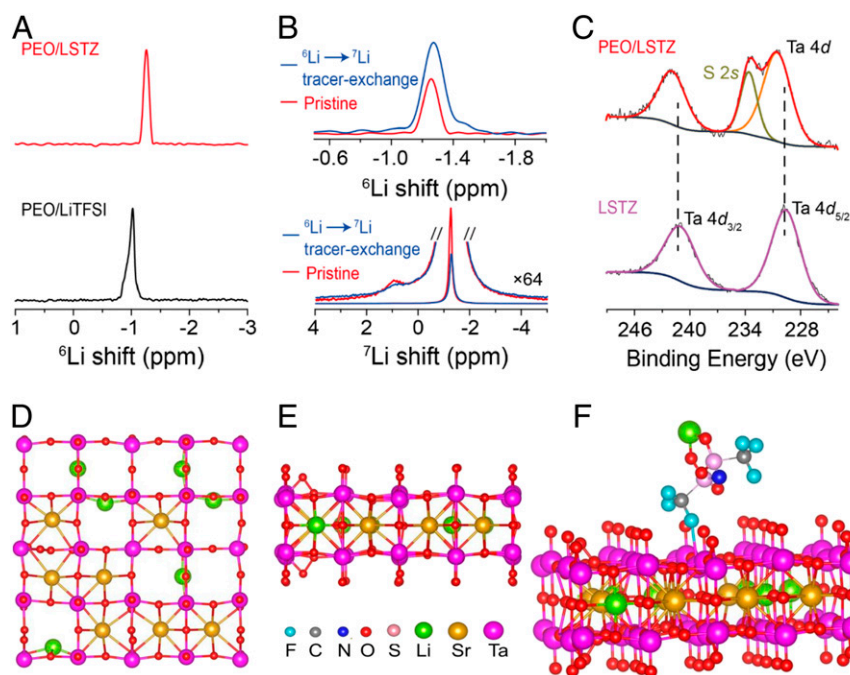 A
PEO/LSTZ
PEO/LiTFSI
1 0 -1 -2 -3
⁶Li shift (ppm)
B
⁶Li → ⁷Li
tracer-exchange
Pristine
-0.6 -1.0 -1.4 -1.8
⁶Li shift (ppm)
⁶Li → ⁷Li
tracer-exchange
Pristine
×64
4 2 0 -2 -4
⁷Li shift (ppm)
C
PEO/LSTZ
Ta 4d
S 2s
LSTZ
Ta 4d₃/₂
Ta 4d₅/₂
246 240 234 228
Binding Energy (eV)
D
E
F
F C N O S Li Sr Ta